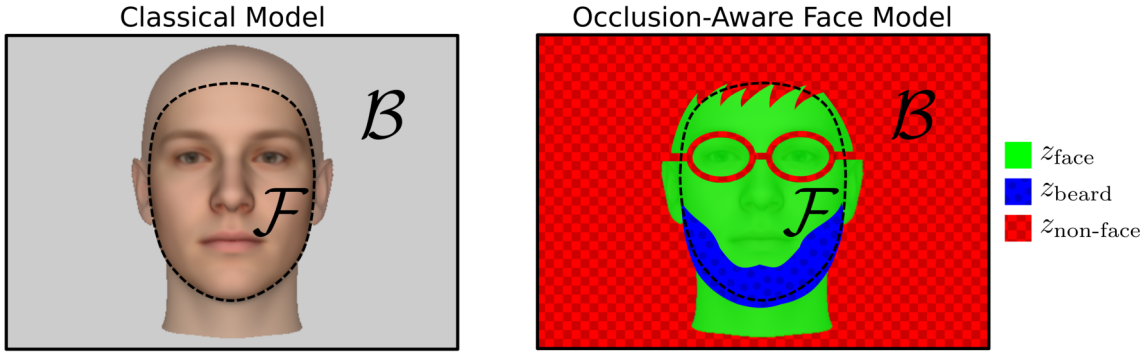 Classical Model
Occlusion-Aware Face Model
ℬ
ℱ
ℬ
ℱ
z_face
z_beard
z_non-face